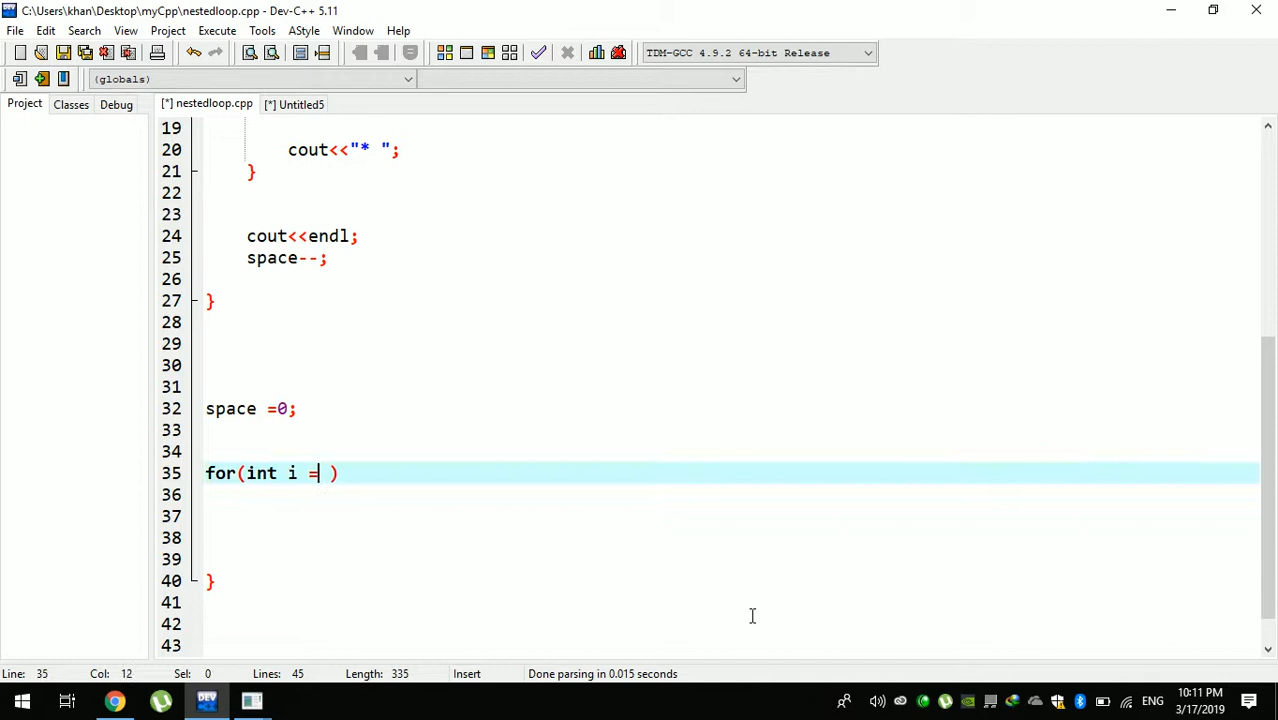 C:\Users\khan\Desktop\myCpp\nestedloop.cpp - Dev-C++ 5.11
File Edit Search View Project Execute Tools AStyle Window Help
TDM-GCC 4.9.2 64-bit Release
(globals)
Project Classes Debug [*] nestedloop.cpp [*] Untitled5
19
20 cout<<"* ";
21 }
22
23
24 cout<<endl;
25 space--;
26
27 }
28
29
30
31
32 space =0;
33
34
35 for(int i = )
36
37
38
39
40 }
41
42
43
Line: 35 Col: 12 Sel: 0 Lines: 45 Length: 335 Insert Done parsing in 0.015 seconds
DEV
ENG
10:11 PM
3/17/2019